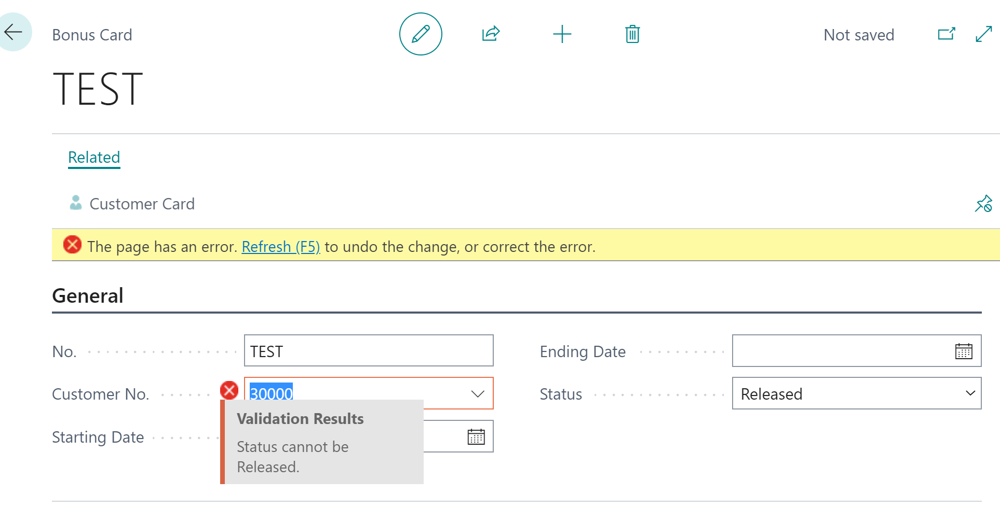 Bonus Card
Not saved
TEST
Related
Customer Card
The page has an error. Refresh (F5) to undo the change, or correct the error.
General
No. TEST
Ending Date
Customer No. 30000
Status Released
Starting Date
Validation Results
Status cannot be
Released.